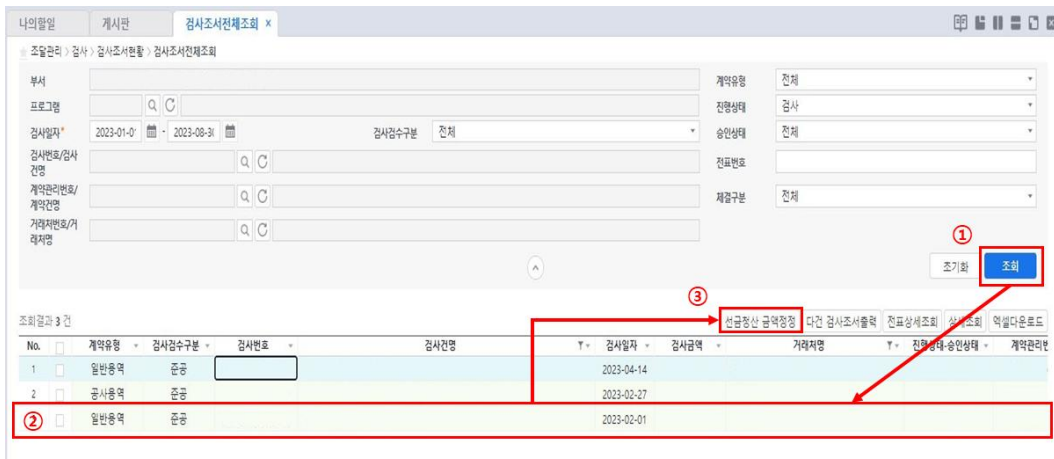 나의할일 게시판 검사조서전체조회 ×
조달관리 > 검사 > 검사조서현황 > 검사조서전체조회
부서 계약유형 전체
프로그램 진행상태 검사
검사일자* 2023-01-0 - 2023-08-3 검사검수구분 전체 승인상태 전체
검사번호/검사
건명
전표번호
계약관리번호/
계약건명
체결구분 전체
거래처번호/거
래처명
①
초기화 조회
③
조회결과 3 건 선금정산 금액정정 다건 검사조서출력 전표상세조회 상세조회 엑셀다운로드
No. 계약유형 검사검수구분 검사번호 검사건명 검사일자 검사금액 거래처명 진행상태-승인상태 계약관리번
1 일반용역 준공 2023-04-14
2 공사용역 준공 2023-02-27
② 일반용역 준공 2023-02-01